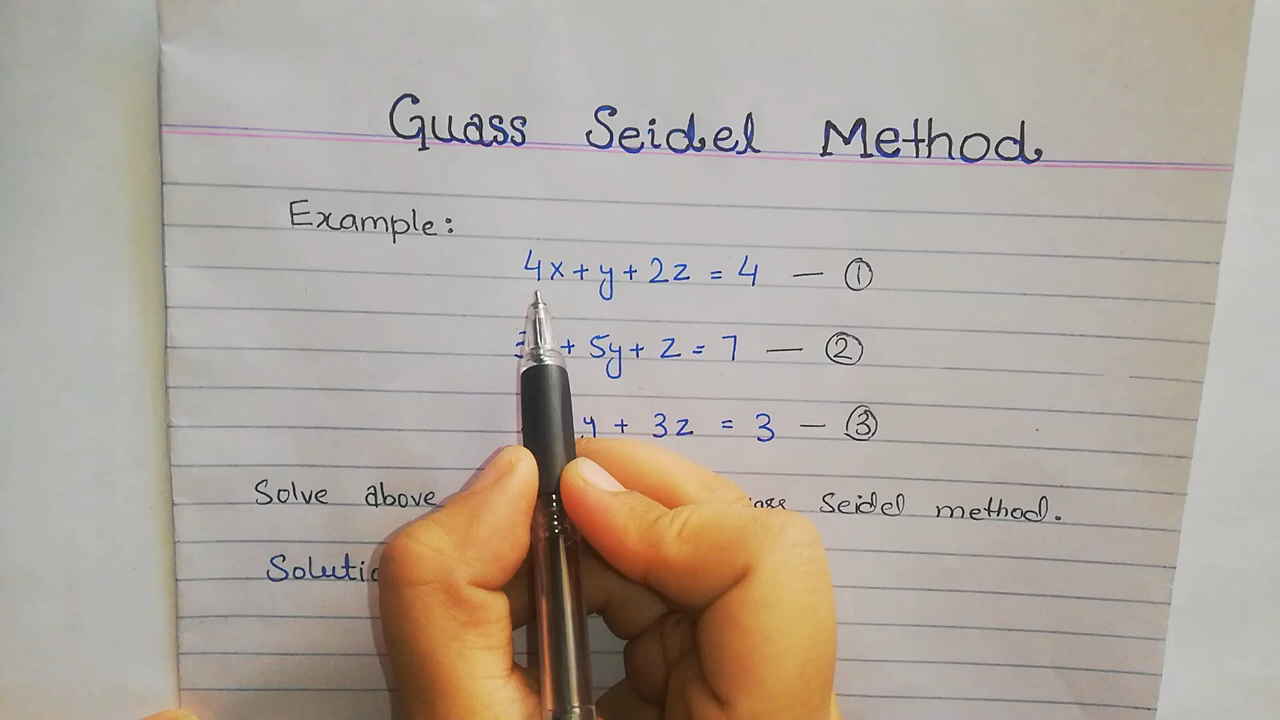 Guass Seidel Method
Example:
4x + y + 2z = 4 — ①
+ 5y + z = 7 — ②
y + 3z = 3 — ③
Solve above Seidel method.